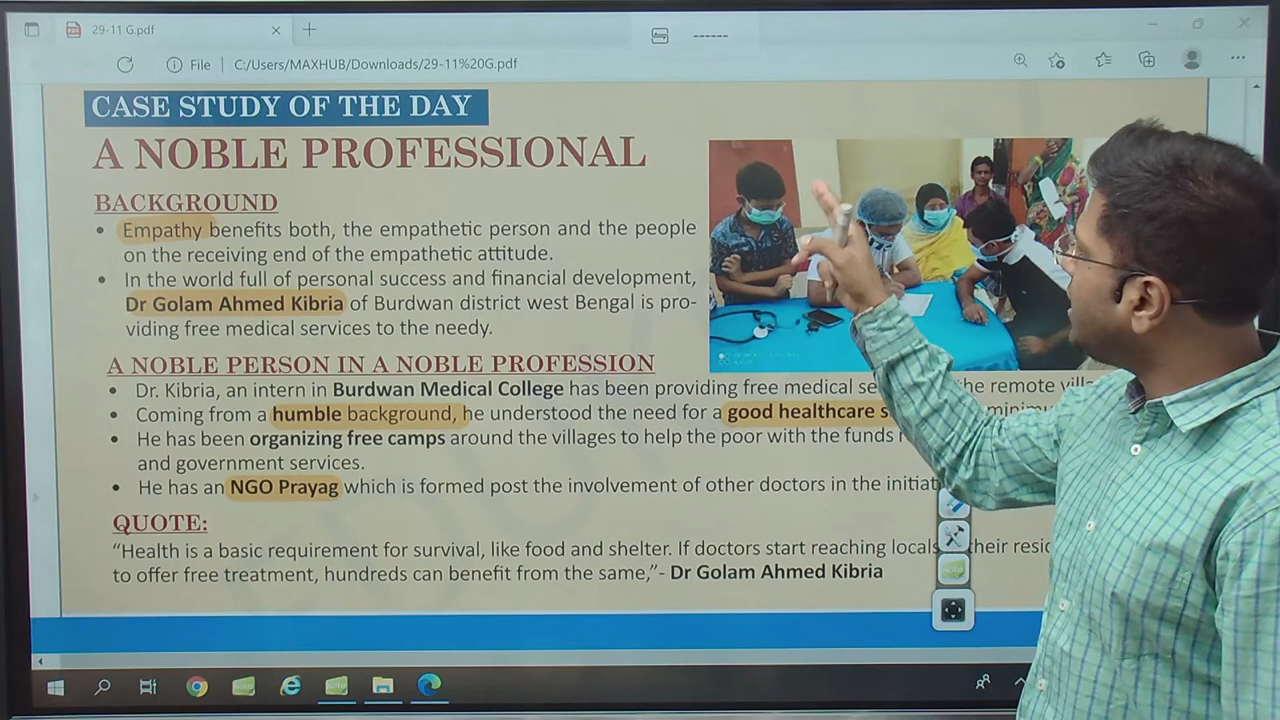 29-11 G.pdf
------
File
C:/Users/MAXHUB/Downloads/29-11%20G.pdf
CASE STUDY OF THE DAY
A NOBLE PROFESSIONAL
BACKGROUND
• Empathy benefits both, the empathetic person and the people
on the receiving end of the empathetic attitude.
• In the world full of personal success and financial development,
Dr Golam Ahmed Kibria of Burdwan district west Bengal is pro-
viding free medical services to the needy.
A NOBLE PERSON IN A NOBLE PROFESSION
• Dr. Kibria, an intern in Burdwan Medical College has been providing free medical se the remote
• Coming from a humble background, he understood the need for a good healthcare
• He has been organizing free camps around the villages to help the poor with the funds
and government services.
• He has an NGO Prayag which is formed post the involvement of other doctors in the
QUOTE:
“Health is a basic requirement for survival, like food and shelter. If doctors start reaching locals their
to offer free treatment, hundreds can benefit from the same,”- Dr Golam Ahmed Kibria